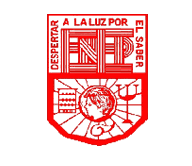 DESPERTAR A LA LUZ POR EL SABER
ENP